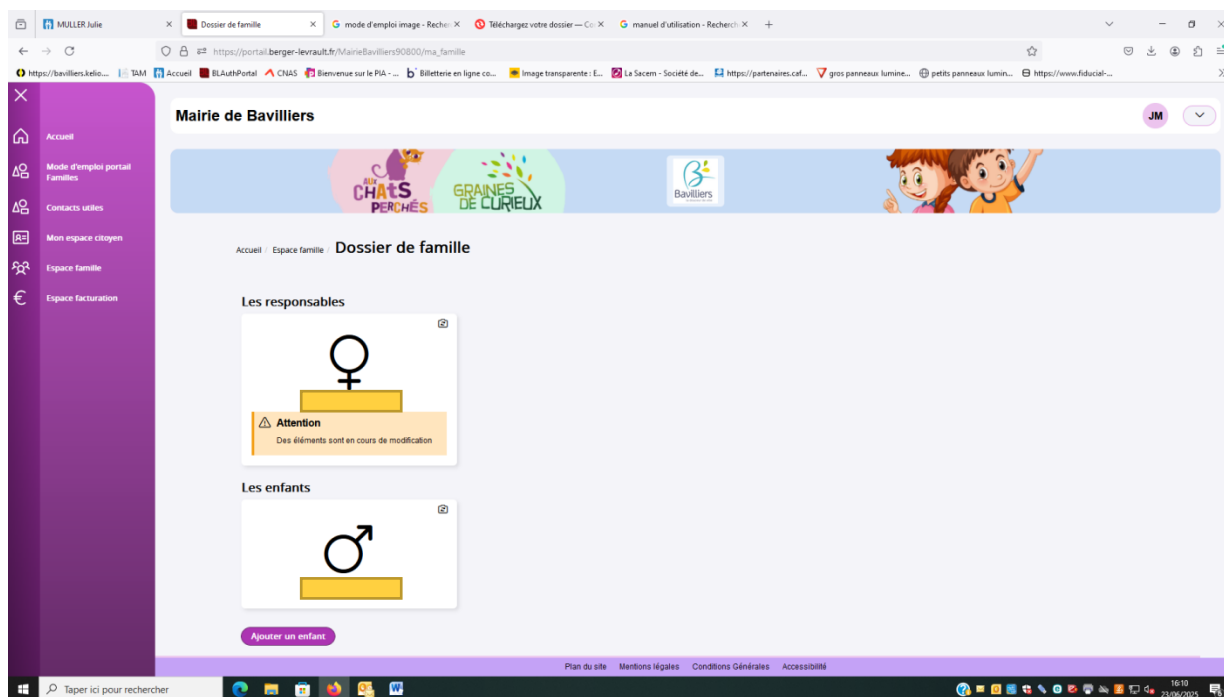 MULLER Julie
Dossier de famille
mode d'emploi image - Recher
Téléchargez votre dossier — Co
manuel d'utilisation - Recherch
https://portail.berger-levrault.fr/MairieBavilliers90800/ma_famille
https://bavilliers.kelio...
TAM
Accueil
BLAuthPortal
CNAS
Bienvenue sur le PIA - ...
Billetterie en ligne co...
Image transparente : E...
La Sacem - Société de...
https://partenaires.caf...
gros panneaux lumine...
petits panneaux lumin...
https://www.fiducial-...
Mairie de Bavilliers
JM
Accueil
Mode d'emploi portail
Familles
Contacts utiles
Mon espace citoyen
Espace famille
Espace facturation
AUX
CHATS
PERCHÉS
GRAINES
DE CURIEUX
Bavilliers
Accueil / Espace famille / Dossier de famille
Les responsables
Attention
Des éléments sont en cours de modification
Les enfants
Ajouter un enfant
Plan du site Mentions légales Conditions Générales Accessibilité
Taper ici pour rechercher
16:10
23/06/2025